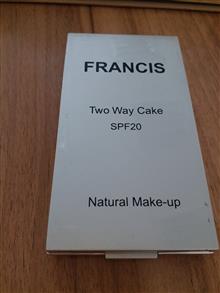 FRANCIS
Two Way Cake
SPF20
Natural Make-up